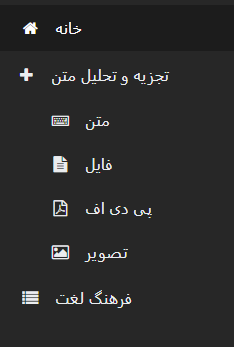 خانه
تجزیه و تحلیل متن
متن
فایل
پی دی اف
تصویر
فرهنگ لغت